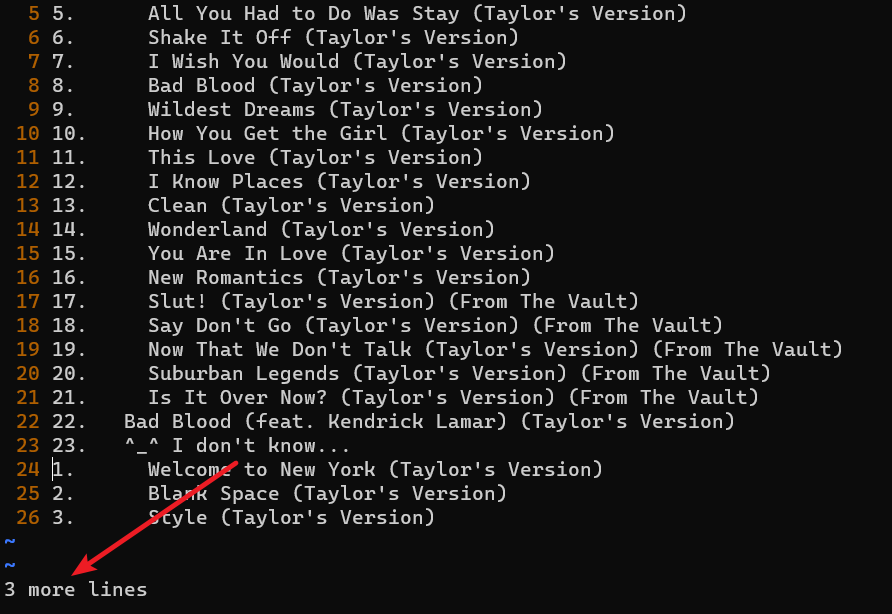 5 5.      All You Had to Do Was Stay (Taylor's Version)
6 6.      Shake It Off (Taylor's Version)
7 7.      I Wish You Would (Taylor's Version)
8 8.      Bad Blood (Taylor's Version)
9 9.      Wildest Dreams (Taylor's Version)
10 10.     How You Get the Girl (Taylor's Version)
11 11.     This Love (Taylor's Version)
12 12.     I Know Places (Taylor's Version)
13 13.     Clean (Taylor's Version)
14 14.     Wonderland (Taylor's Version)
15 15.     You Are In Love (Taylor's Version)
16 16.     New Romantics (Taylor's Version)
17 17.     Slut! (Taylor's Version) (From The Vault)
18 18.     Say Don't Go (Taylor's Version) (From The Vault)
19 19.     Now That We Don't Talk (Taylor's Version) (From The Vault)
20 20.     Suburban Legends (Taylor's Version) (From The Vault)
21 21.     Is It Over Now? (Taylor's Version) (From The Vault)
22 22.   Bad Blood (feat. Kendrick Lamar) (Taylor's Version)
23 23.   ^_^ I don't know...
24 1.      Welcome to New York (Taylor's Version)
25 2.      Blank Space (Taylor's Version)
26 3.      Style (Taylor's Version)
~
~
3 more lines